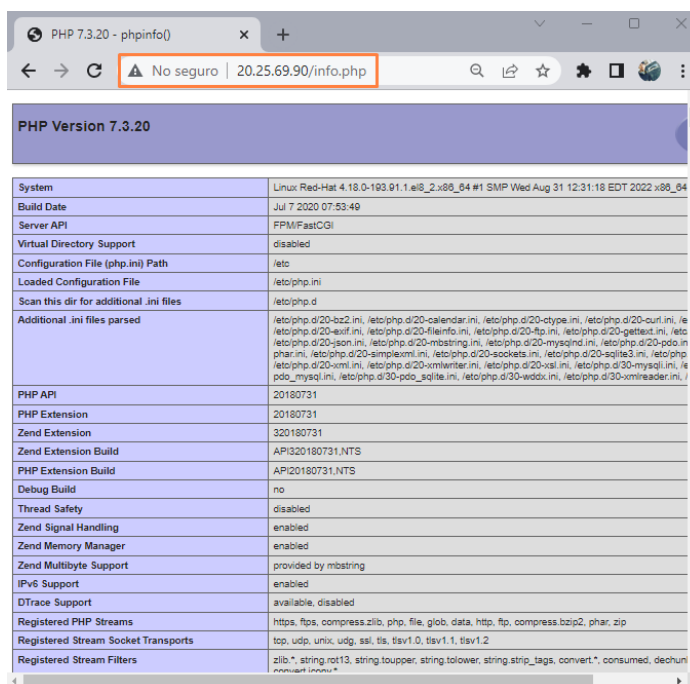 PHP 7.3.20 - phpinfo()
No seguro | 20.25.69.90/info.php
PHP Version 7.3.20
System Linux Red-Hat 4.18.0-193.91.1.el8_2.x86_64 #1 SMP Wed Aug 31 12:31:18 EDT 2022 x86_64
Build Date Jul 7 2020 07:53:49
Server API FPM/FastCGI
Virtual Directory Support disabled
Configuration File (php.ini) Path /etc
Loaded Configuration File /etc/php.ini
Scan this dir for additional .ini files /etc/php.d
Additional .ini files parsed /etc/php.d/20-bz2.ini, /etc/php.d/20-calendar.ini, /etc/php.d/20-ctype.ini, /etc/php.d/20-curl.ini, /e
/etc/php.d/20-exif.ini, /etc/php.d/20-fileinfo.ini, /etc/php.d/20-ftp.ini, /etc/php.d/20-gettext.ini, /etc
/etc/php.d/20-json.ini, /etc/php.d/20-mbstring.ini, /etc/php.d/20-mysqlnd.ini, /etc/php.d/20-pdo.in
phar.ini, /etc/php.d/20-simplexml.ini, /etc/php.d/20-sockets.ini, /etc/php.d/20-sqlite3.ini, /etc/php
/etc/php.d/20-xml.ini, /etc/php.d/20-xmlwriter.ini, /etc/php.d/20-xsl.ini, /etc/php.d/30-mysqli.ini, /e
pdo_mysql.ini, /etc/php.d/30-pdo_sqlite.ini, /etc/php.d/30-wddx.ini, /etc/php.d/30-xmlreader.ini, /
PHP API 20180731
PHP Extension 20180731
Zend Extension 320180731
Zend Extension Build API320180731,NTS
PHP Extension Build API20180731,NTS
Debug Build no
Thread Safety disabled
Zend Signal Handling enabled
Zend Memory Manager enabled
Zend Multibyte Support provided by mbstring
IPv6 Support enabled
DTrace Support available, disabled
Registered PHP Streams https, ftps, compress.zlib, php, file, glob, data, http, ftp, compress.bzip2, phar, zip
Registered Stream Socket Transports tcp, udp, unix, udg, ssl, tls, tlsv1.0, tlsv1.1, tlsv1.2
Registered Stream Filters zlib.*, string.rot13, string.toupper, string.tolower, string.strip_tags, convert.*, consumed, dechun
convert.iconv.*